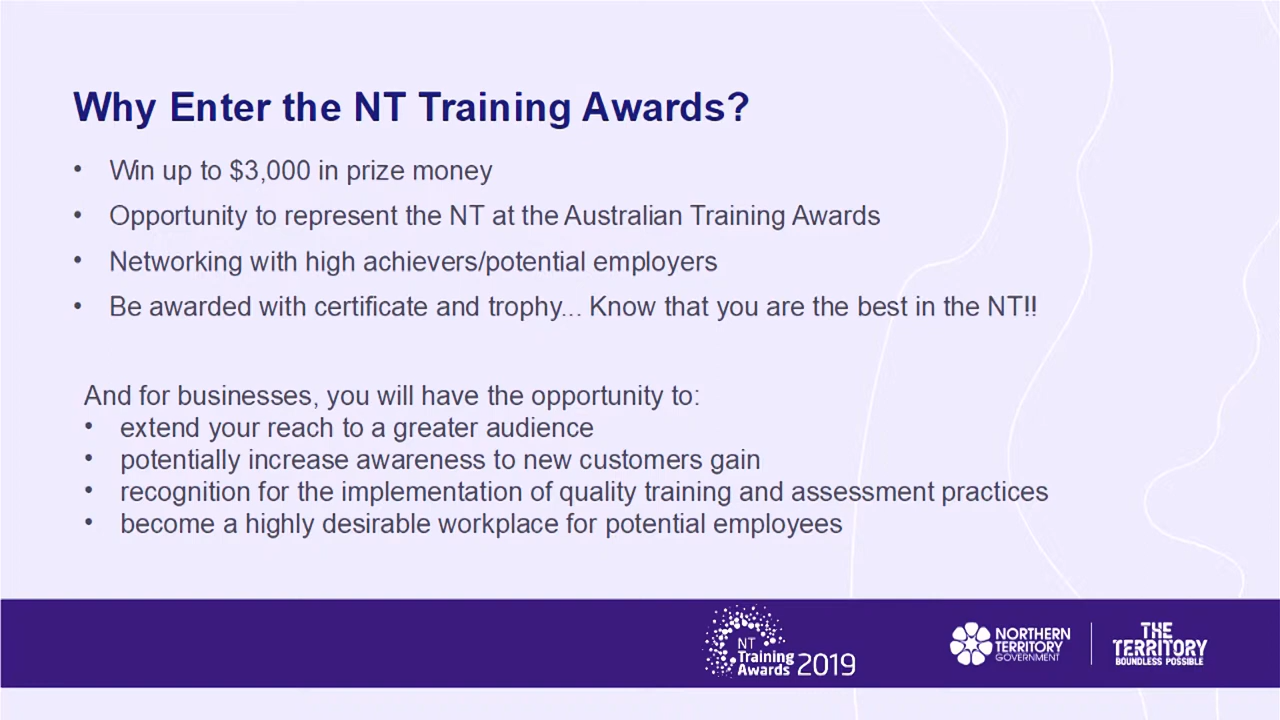 Why Enter the NT Training Awards?
• Win up to $3,000 in prize money
• Opportunity to represent the NT at the Australian Training Awards
• Networking with high achievers/potential employers
• Be awarded with certificate and trophy... Know that you are the best in the NT!!
And for businesses, you will have the opportunity to:
• extend your reach to a greater audience
• potentially increase awareness to new customers gain
• recognition for the implementation of quality training and assessment practices
• become a highly desirable workplace for potential employees
NT
Training
Awards 2019
NORTHERN
TERRITORY
GOVERNMENT
THE
TERRITORY
BOUNDLESS POSSIBLE